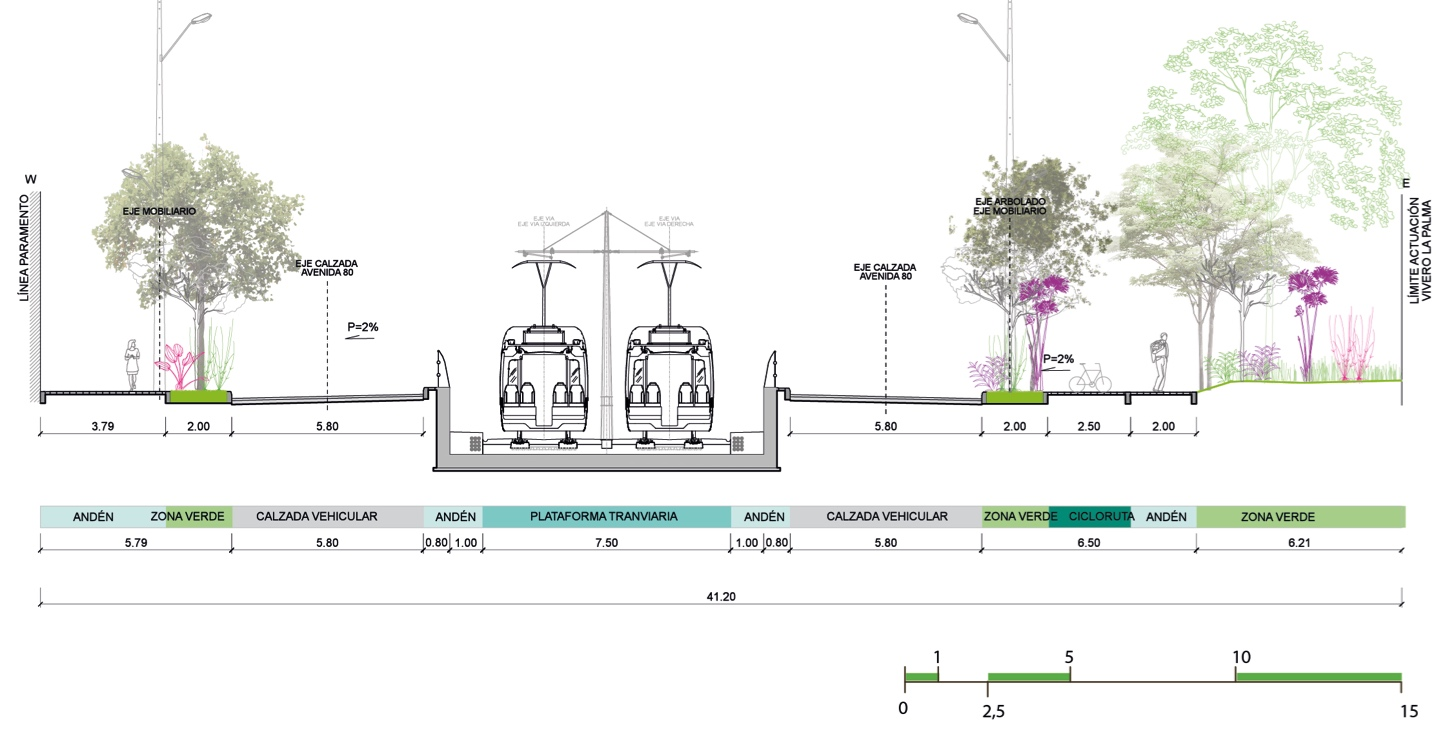 W
LÍNEA PARAMENTO
EJE MOBILIARIO
EJE CALZADA
AVENIDA 80
P=2%
EJE VIA
EJE VIA IZQUIERDA
EJE VIA
EJE VIA DERECHA
EJE CALZADA
AVENIDA 80
EJE ARBOLADO
EJE MOBILIARIO
P=2%
E
LÍMITE ACTUACIÓN
VIVERO LA PALMA
3.79 2.00 5.80 5.80 2.00 2.50 2.00
ANDÉN ZONA VERDE CALZADA VEHICULAR ANDÉN PLATAFORMA TRANVIARIA ANDÉN CALZADA VEHICULAR ZONA VERDE CICLORUTA ANDÉN ZONA VERDE
5.79 5.80 0.80 1.00 7.50 1.00 0.80 5.80 6.50 6.21
41.20
1 5 10
0 2,5 15